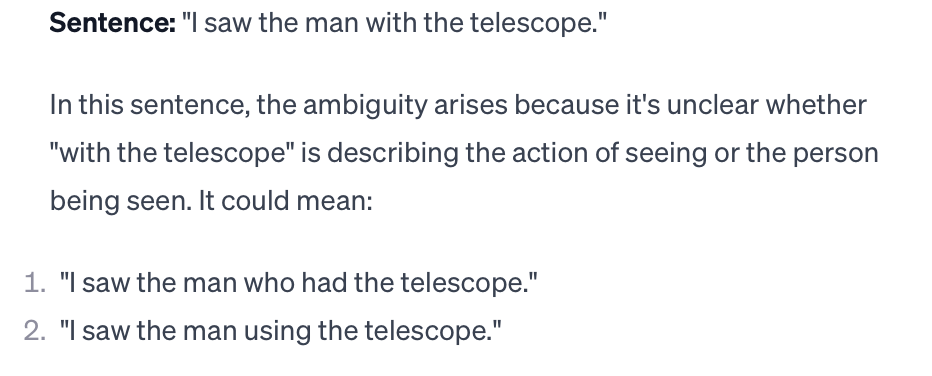 Sentence: "I saw the man with the telescope."
In this sentence, the ambiguity arises because it's unclear whether
"with the telescope" is describing the action of seeing or the person
being seen. It could mean:
1. "I saw the man who had the telescope."
2. "I saw the man using the telescope."